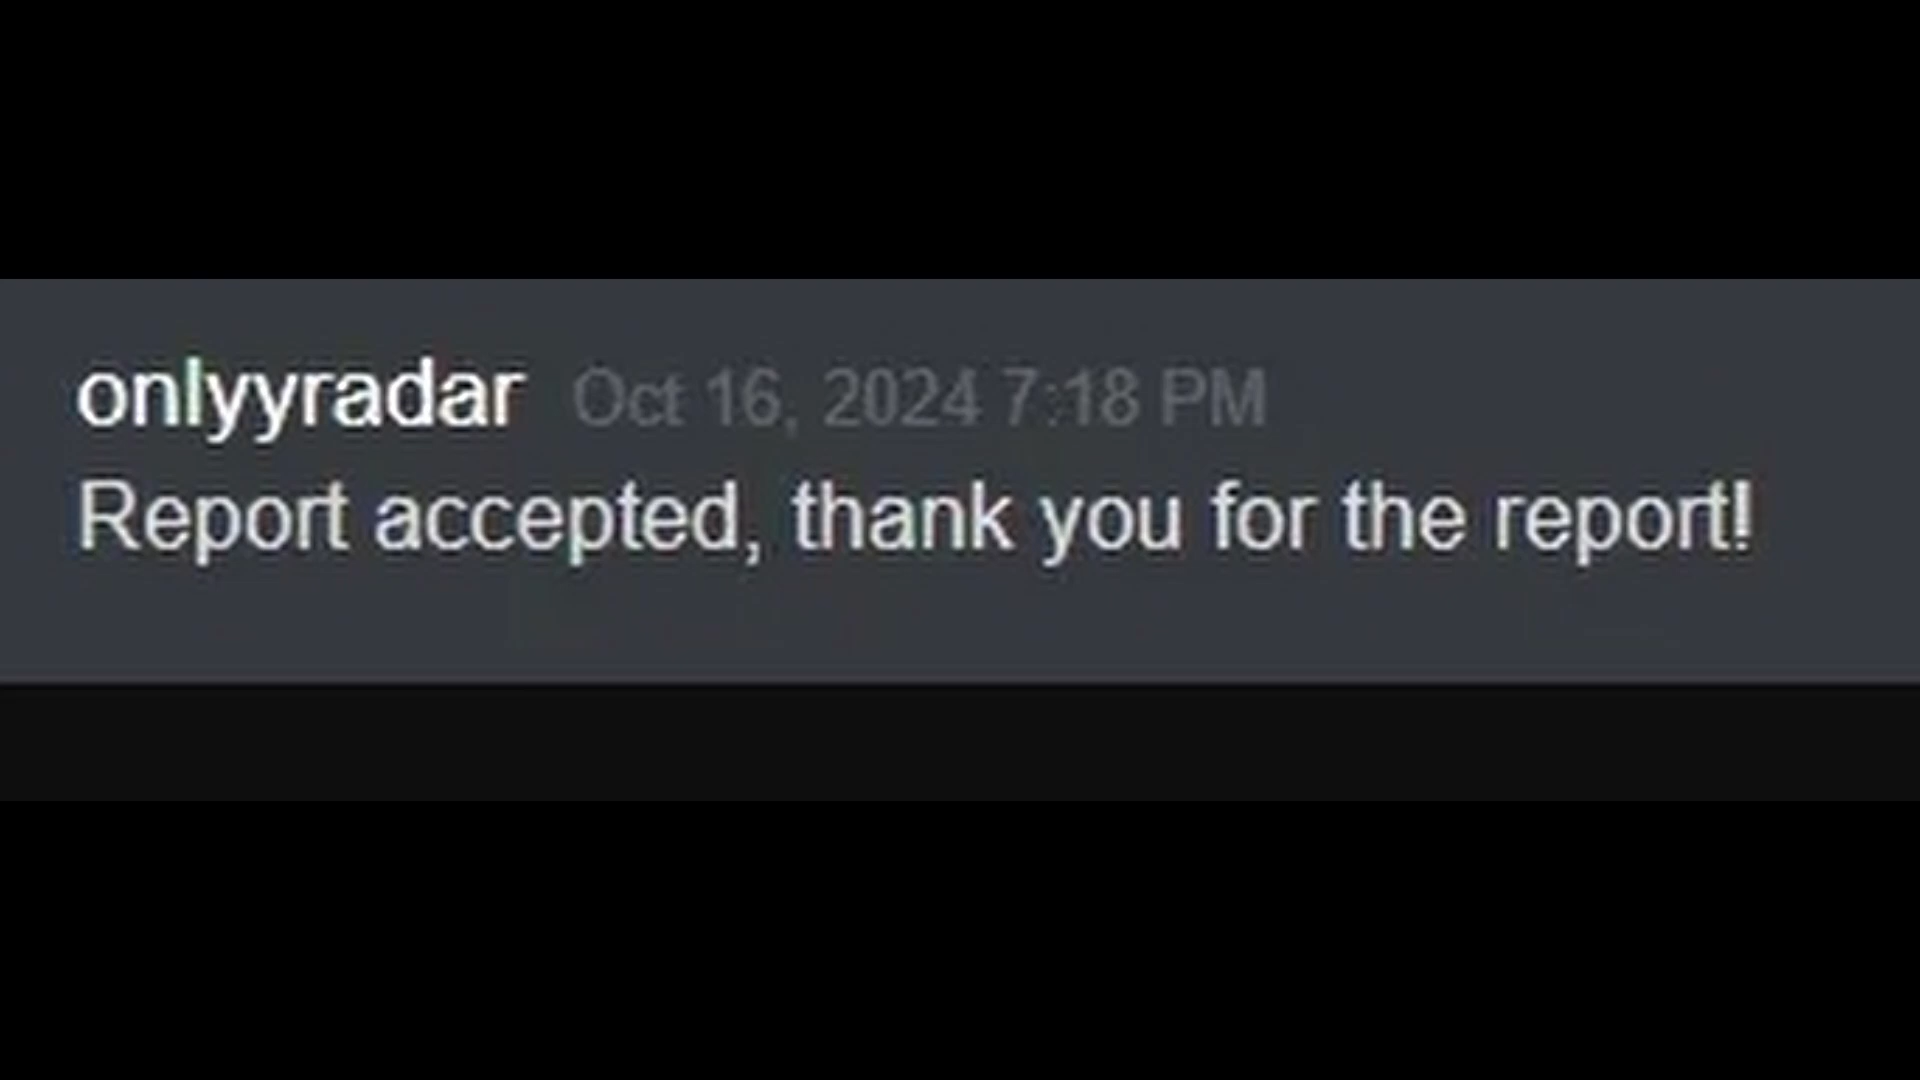 onlyyradar Oct 16, 2024 7:18 PM
Report accepted, thank you for the report!